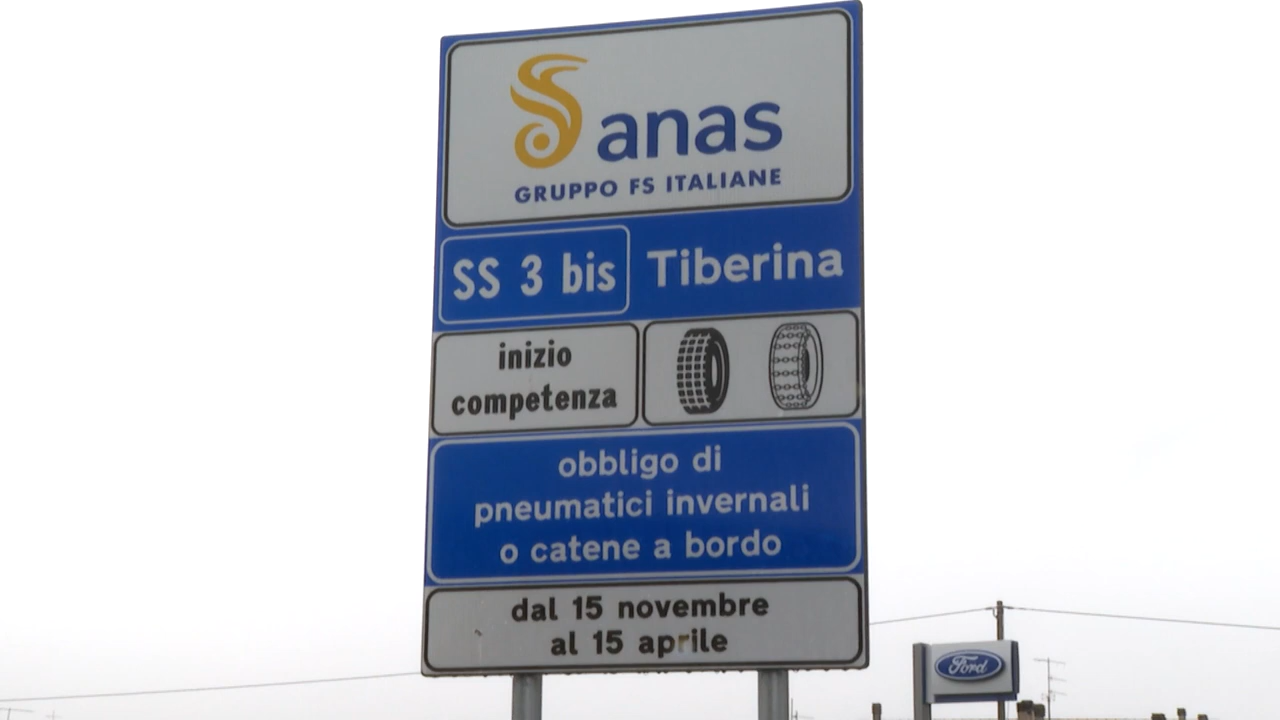 anas
GRUPPO FS ITALIANE
SS 3 bis Tiberina
inizio
competenza
obbligo di
pneumatici invernali
o catene a bordo
dal 15 novembre
al 15 aprile
Ford